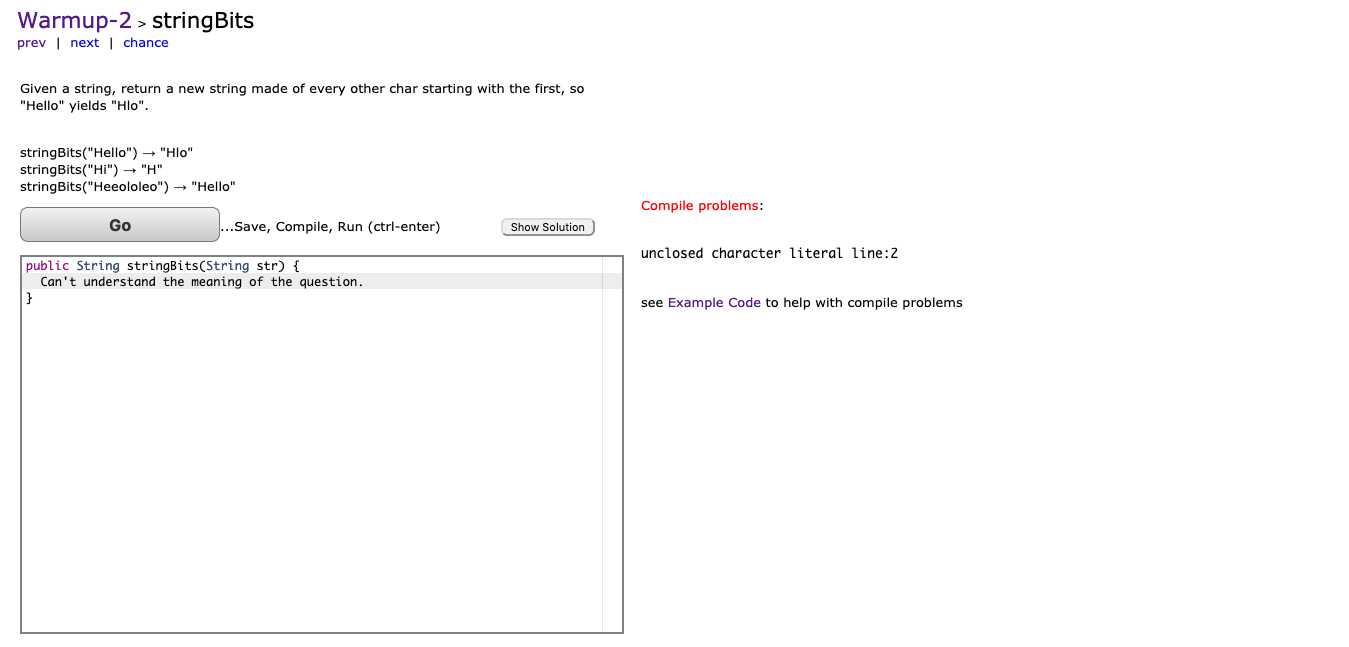 Warmup-2 > stringBits
prev | next | chance
Given a string, return a new string made of every other char starting with the first, so
"Hello" yields "Hlo".
stringBits("Hello") → "Hlo"
stringBits("Hi") → "H"
stringBits("Heeololeo") → "Hello"
Go
...Save, Compile, Run (ctrl-enter)
Show Solution
public String stringBits(String str) {
  Can't understand the meaning of the question.
}
Compile problems:
unclosed character literal line:2
see Example Code to help with compile problems